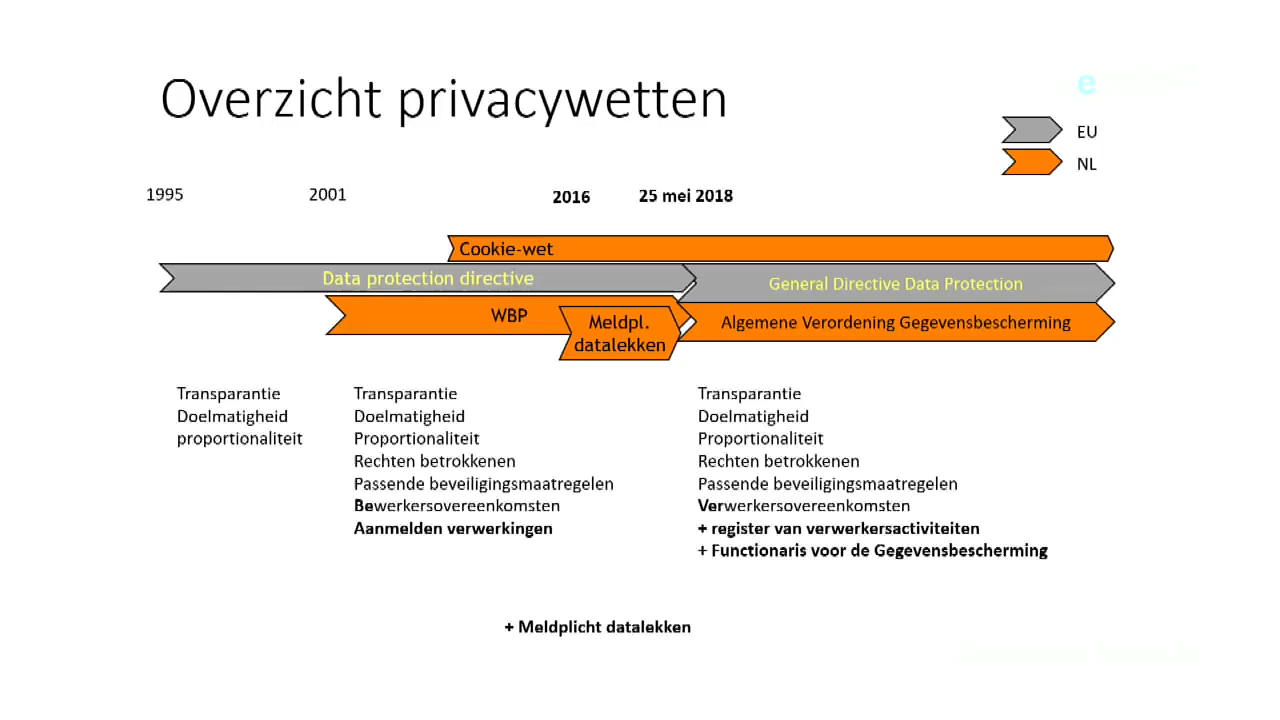 Overzicht privacywetten
e
EU
NL
1995
2001
2016
25 mei 2018
Cookie-wet
Data protection directive
General Directive Data Protection
WBP
Meldpl.
datalekken
Algemene Verordening Gegevensbescherming
Transparantie
Doelmatigheid
proportionaliteit
Transparantie
Doelmatigheid
Proportionaliteit
Rechten betrokkenen
Passende beveiligingsmaatregelen
Bewerkersovereenkomsten
Aanmelden verwerkingen
Transparantie
Doelmatigheid
Proportionaliteit
Rechten betrokkenen
Passende beveiligingsmaatregelen
Verwerkersovereenkomsten
+ register van verwerkersactiviteiten
+ Functionaris voor de Gegevensbescherming
+ Meldplicht datalekken